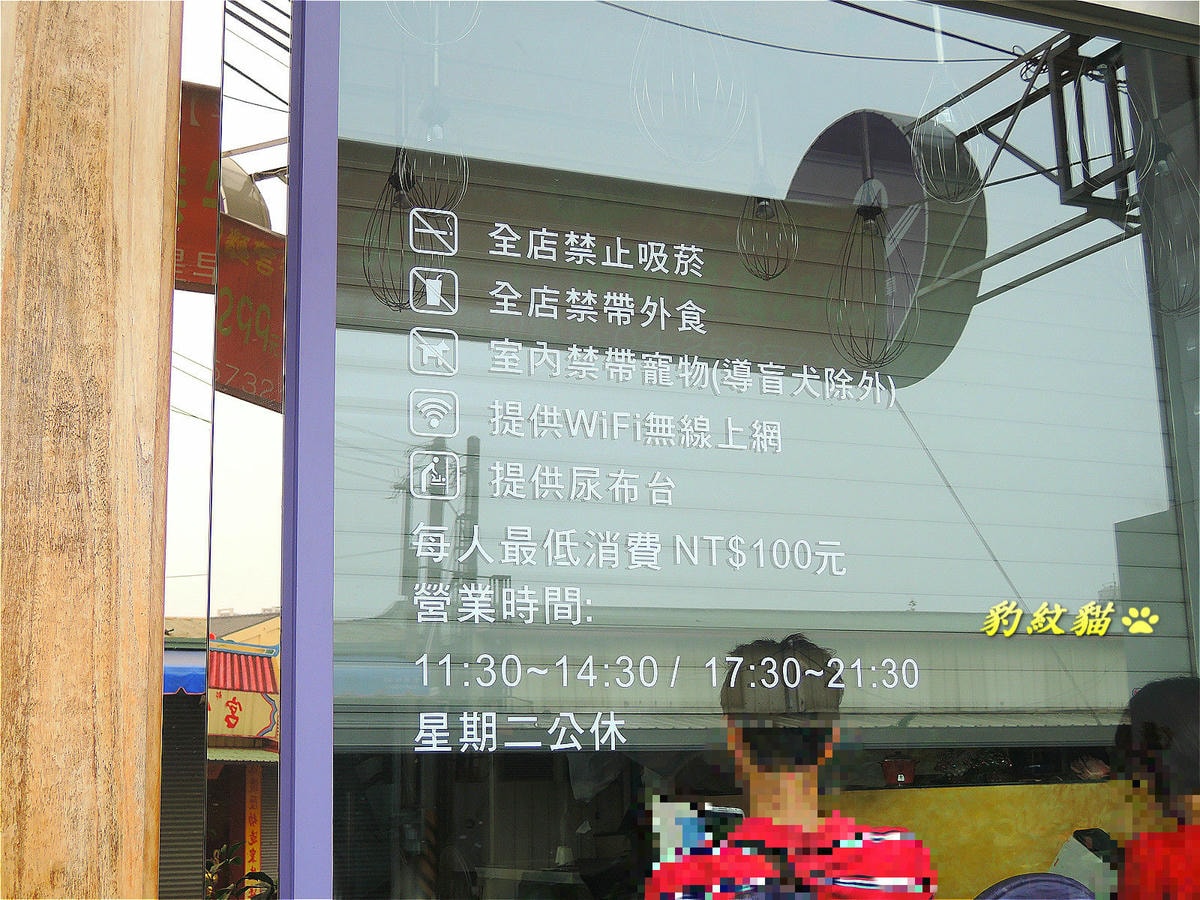 全店禁止吸菸
全店禁帶外食
室內禁帶寵物(導盲犬除外)
提供WiFi無線上網
提供尿布台
每人最低消費 NT$100元
營業時間:
11:30~14:30 / 17:30~21:30
星期二公休
豹紋貓
宮